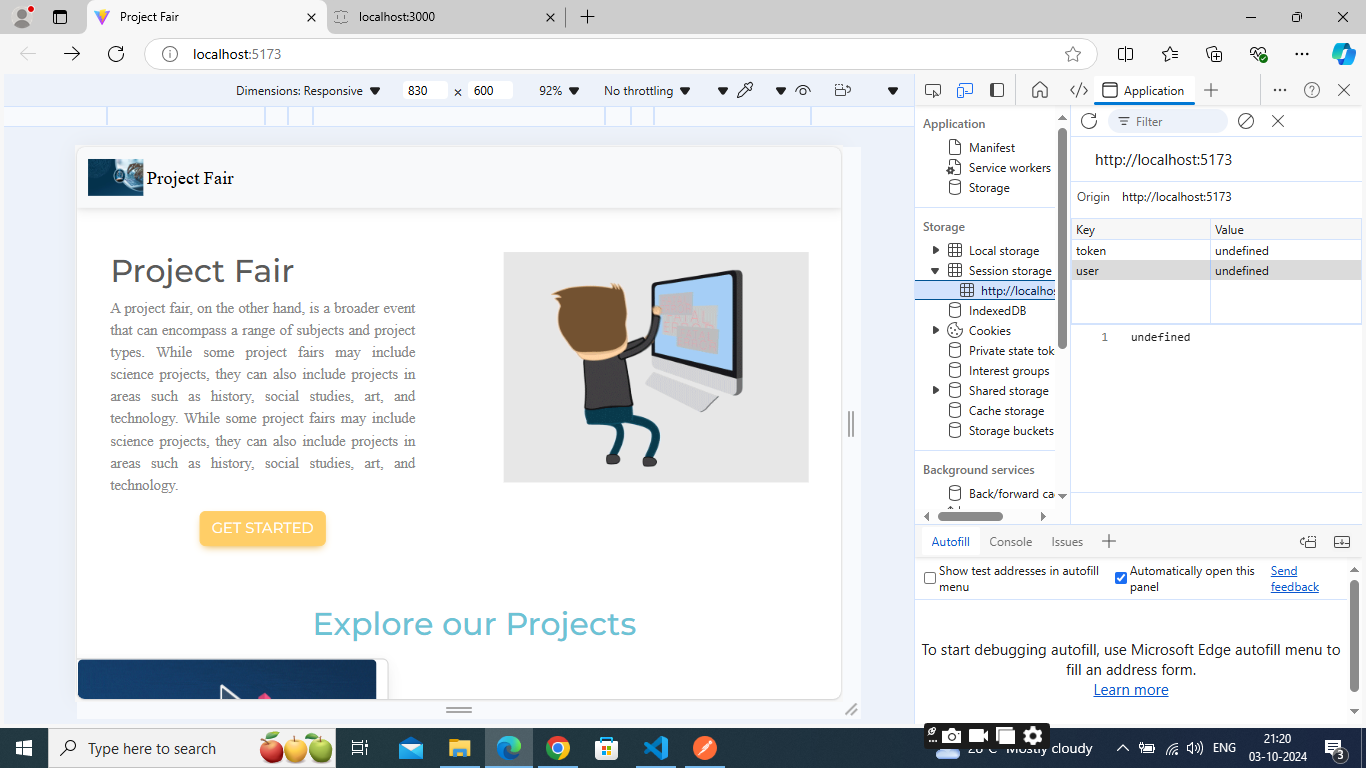 Project Fair
localhost:3000
localhost:5173
Dimensions: Responsive
830
×
600
92%
No throttling
Application
Project Fair
Project Fair
A project fair, on the other hand, is a broader event
that can encompass a range of subjects and project
types. While some project fairs may include
science projects, they can also include projects in
areas such as history, social studies, art, and
technology. While some project fairs may include
science projects, they can also include projects in
areas such as history, social studies, art, and
technology.
GET STARTED
Explore our Projects
Application
Manifest
Service workers
Storage
Storage
Local storage
Session storage
http://localhos
IndexedDB
Cookies
Private state tok
Interest groups
Shared storage
Cache storage
Storage buckets
Background services
Back/forward ca
Filter
http://localhost:5173
Origin http://localhost:5173
Key Value
token undefined
user undefined
1 undefined
Autofill Console Issues
Show test addresses in autofill
menu
Automatically open this
panel
Send
feedback
To start debugging autofill, use Microsoft Edge autofill menu to
fill an address form.
Learn more
Type here to search
Mostly cloudy
ENG
21:20
03-10-2024
3